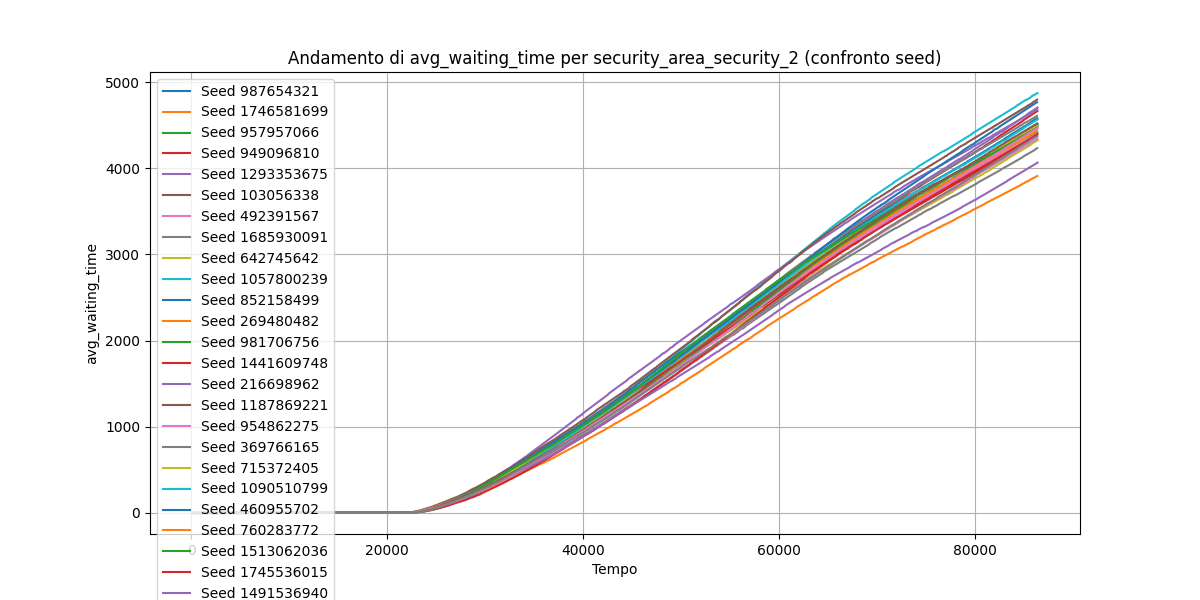 Andamento di avg_waiting_time per security_area_security_2 (confronto seed)
5000
4000
3000
2000
1000
0
avg_waiting_time
Seed 987654321
Seed 1746581699
Seed 957957066
Seed 949096810
Seed 1293353675
Seed 103056338
Seed 492391567
Seed 1685930091
Seed 642745642
Seed 1057800239
Seed 852158499
Seed 269480482
Seed 981706756
Seed 1441609748
Seed 216698962
Seed 1187869221
Seed 954862275
Seed 369766165
Seed 715372405
Seed 1090510799
Seed 460955702
Seed 760283772
Seed 1513062036
Seed 1745536015
Seed 1491536940
0 20000 40000 60000 80000
Tempo